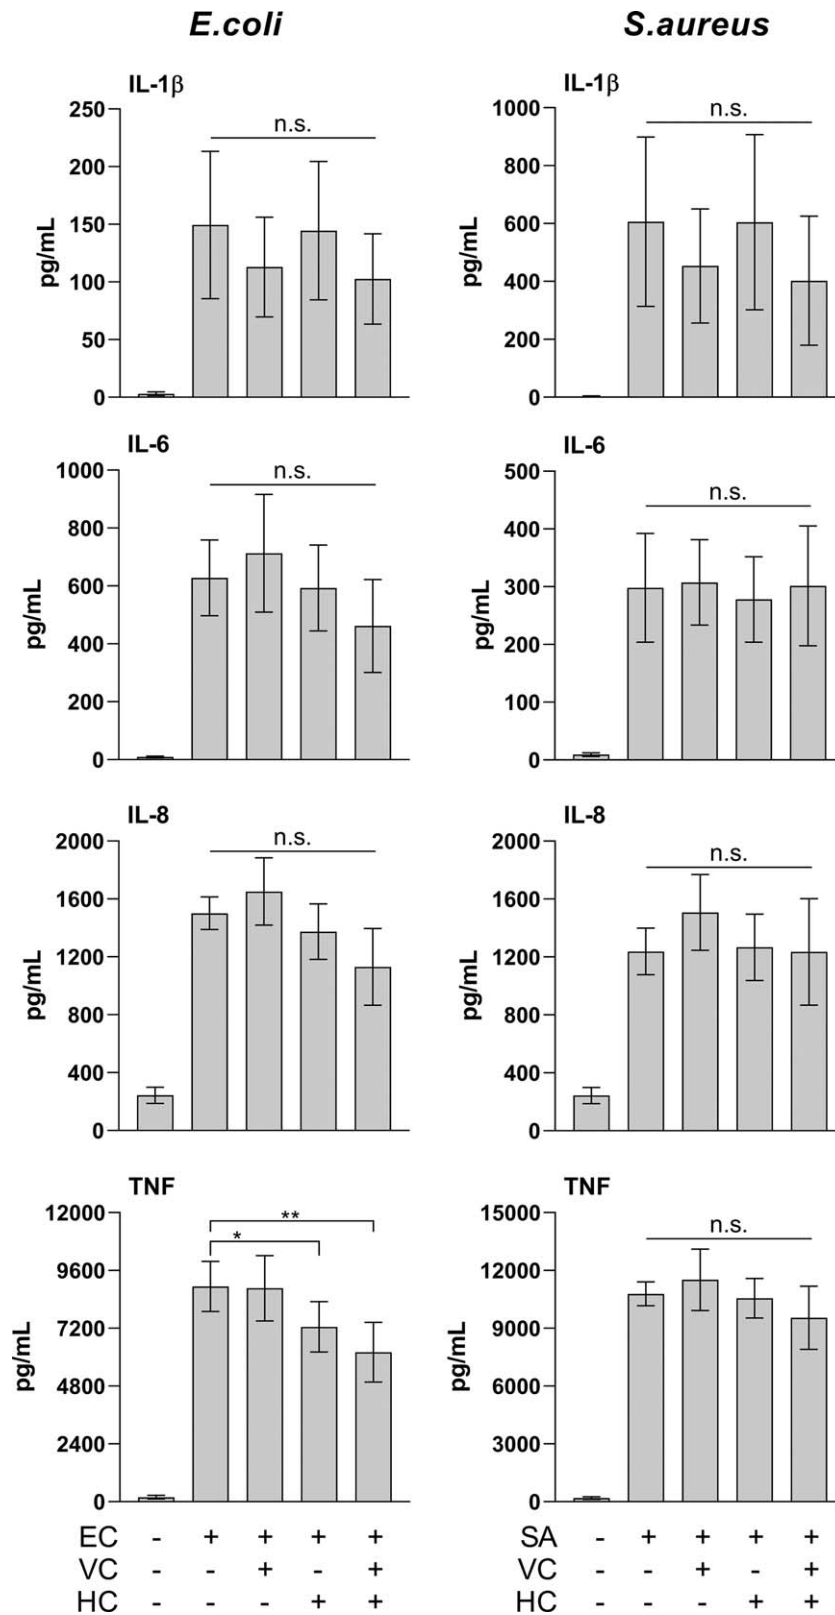 E.coli
S.aureus
IL-1β
IL-1β
250
200
150
100
50
0
pg/mL
n.s.
1000
800
600
400
200
0
pg/mL
n.s.
IL-6
IL-6
1000
800
600
400
200
0
pg/mL
n.s.
500
400
300
200
100
0
pg/mL
n.s.
IL-8
IL-8
2000
1600
1200
800
400
0
pg/mL
n.s.
2000
1600
1200
800
400
0
pg/mL
n.s.
TNF
TNF
12000
9600
7200
4800
2400
0
pg/mL
**
*
15000
12000
9000
6000
3000
0
pg/mL
n.s.
EC - + + + +
VC - - + - +
HC - - - + +
SA - + + + +
VC - - + - +
HC - - - + +